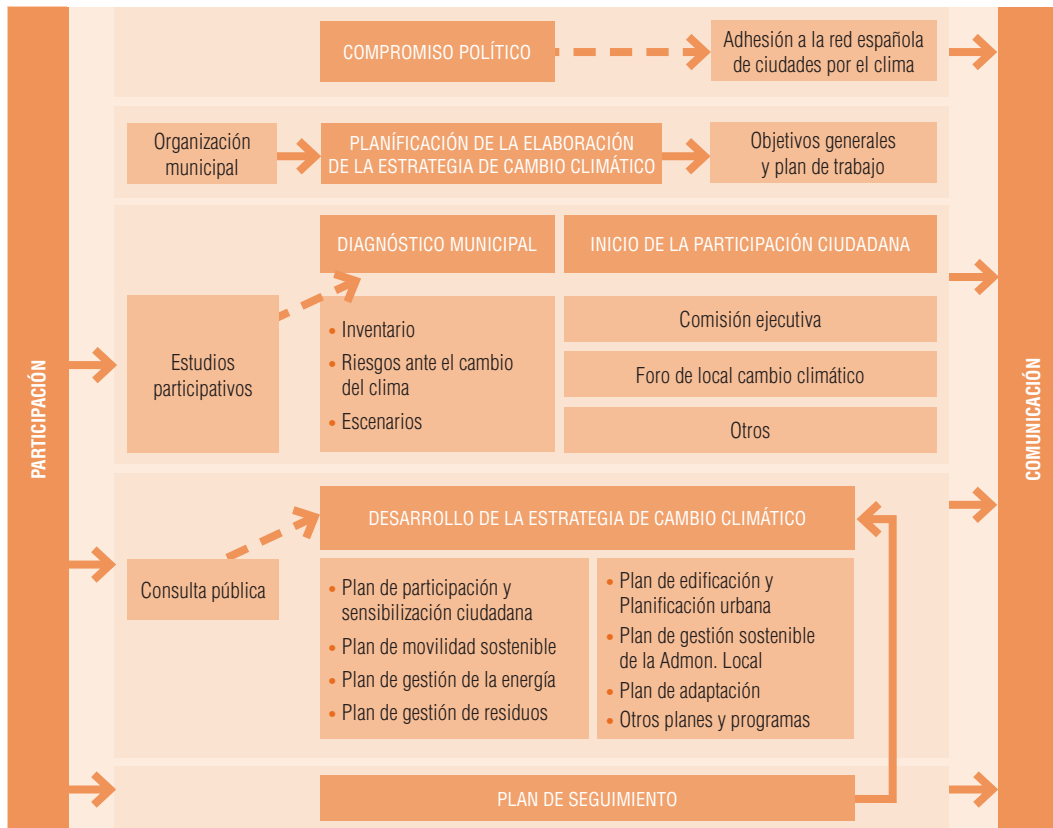 COMPROMISO POLÍTICO
Adhesión a la red española
de ciudades por el clima
Organización
municipal
PLANÍFICACIÓN DE LA ELABORACIÓN
DE LA ESTRATEGIA DE CAMBIO CLIMÁTICO
Objetivos generales
y plan de trabajo
PARTICIPACIÓN
DIAGNÓSTICO MUNICIPAL
INICIO DE LA PARTICIPACIÓN CIUDADANA
Estudios
participativos
• Inventario
• Riesgos ante el cambio
del clima
• Escenarios
Comisión ejecutiva
Foro de local cambio climático
Otros
COMUNICACIÓN
DESARROLLO DE LA ESTRATEGIA DE CAMBIO CLIMÁTICO
Consulta pública
• Plan de participación y
sensibilización ciudadana
• Plan de movilidad sostenible
• Plan de gestión de la energía
• Plan de gestión de residuos
• Plan de edificación y
Planificación urbana
• Plan de gestión sostenible
de la Admon. Local
• Plan de adaptación
• Otros planes y programas
PLAN DE SEGUIMIENTO